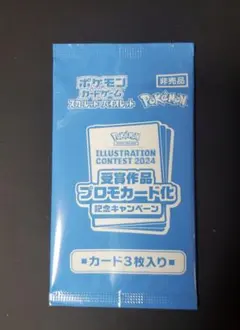 ポケモン
カードゲーム
スカーレット&バイオレット
非売品
Pokémon
Pokémon
ILLUSTRATION
CONTEST 2024
受賞作品
プロモカード化
記念キャンペーン
■カード3枚入り■